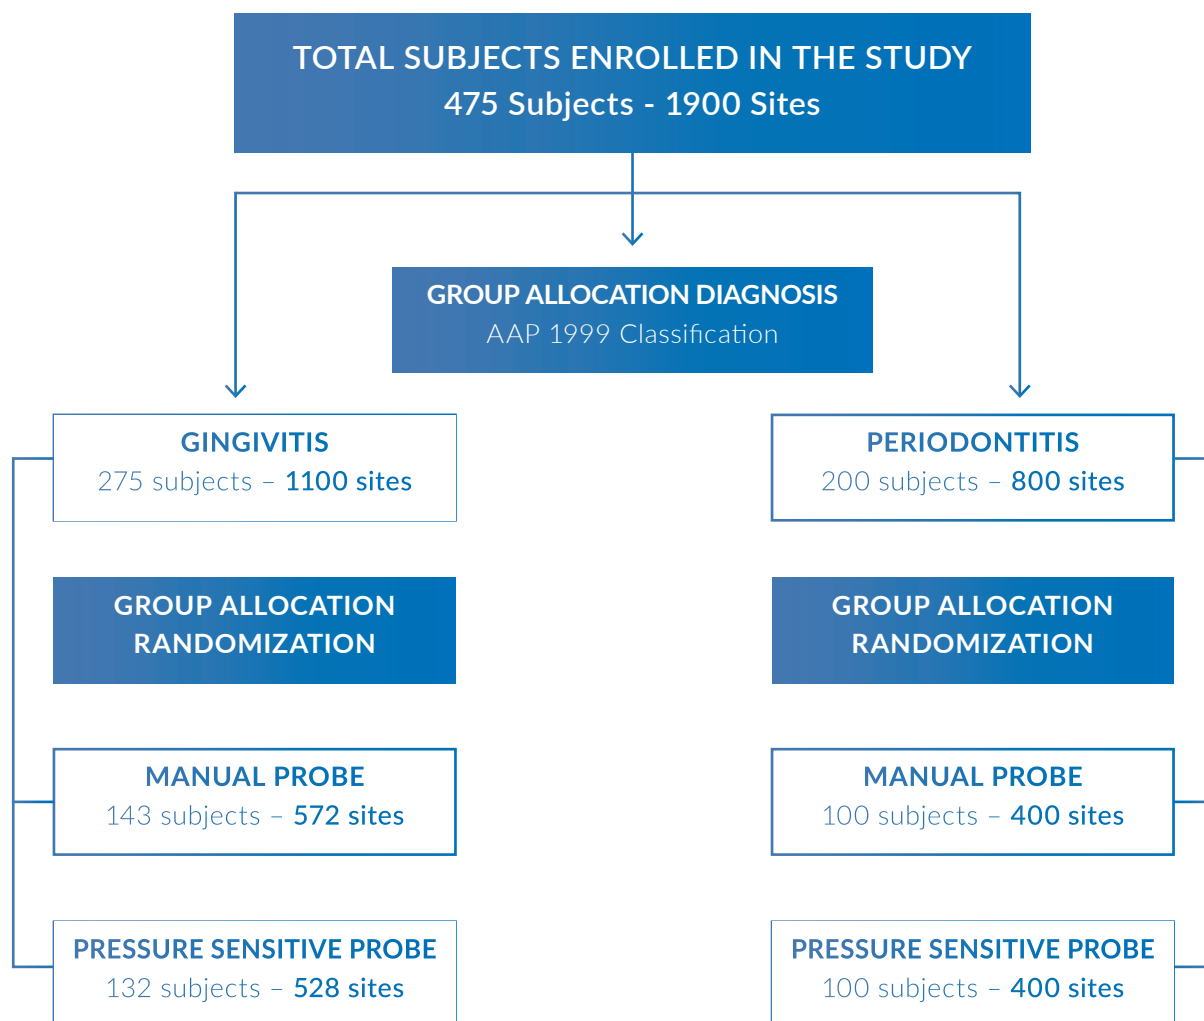 TOTAL SUBJECTS ENROLLED IN THE STUDY
475 Subjects - 1900 Sites
GROUP ALLOCATION DIAGNOSIS
AAP 1999 Classification
GINGIVITIS
275 subjects – 1100 sites
PERIODONTITIS
200 subjects – 800 sites
GROUP ALLOCATION
RANDOMIZATION
GROUP ALLOCATION
RANDOMIZATION
MANUAL PROBE
143 subjects – 572 sites
MANUAL PROBE
100 subjects – 400 sites
PRESSURE SENSITIVE PROBE
132 subjects – 528 sites
PRESSURE SENSITIVE PROBE
100 subjects – 400 sites